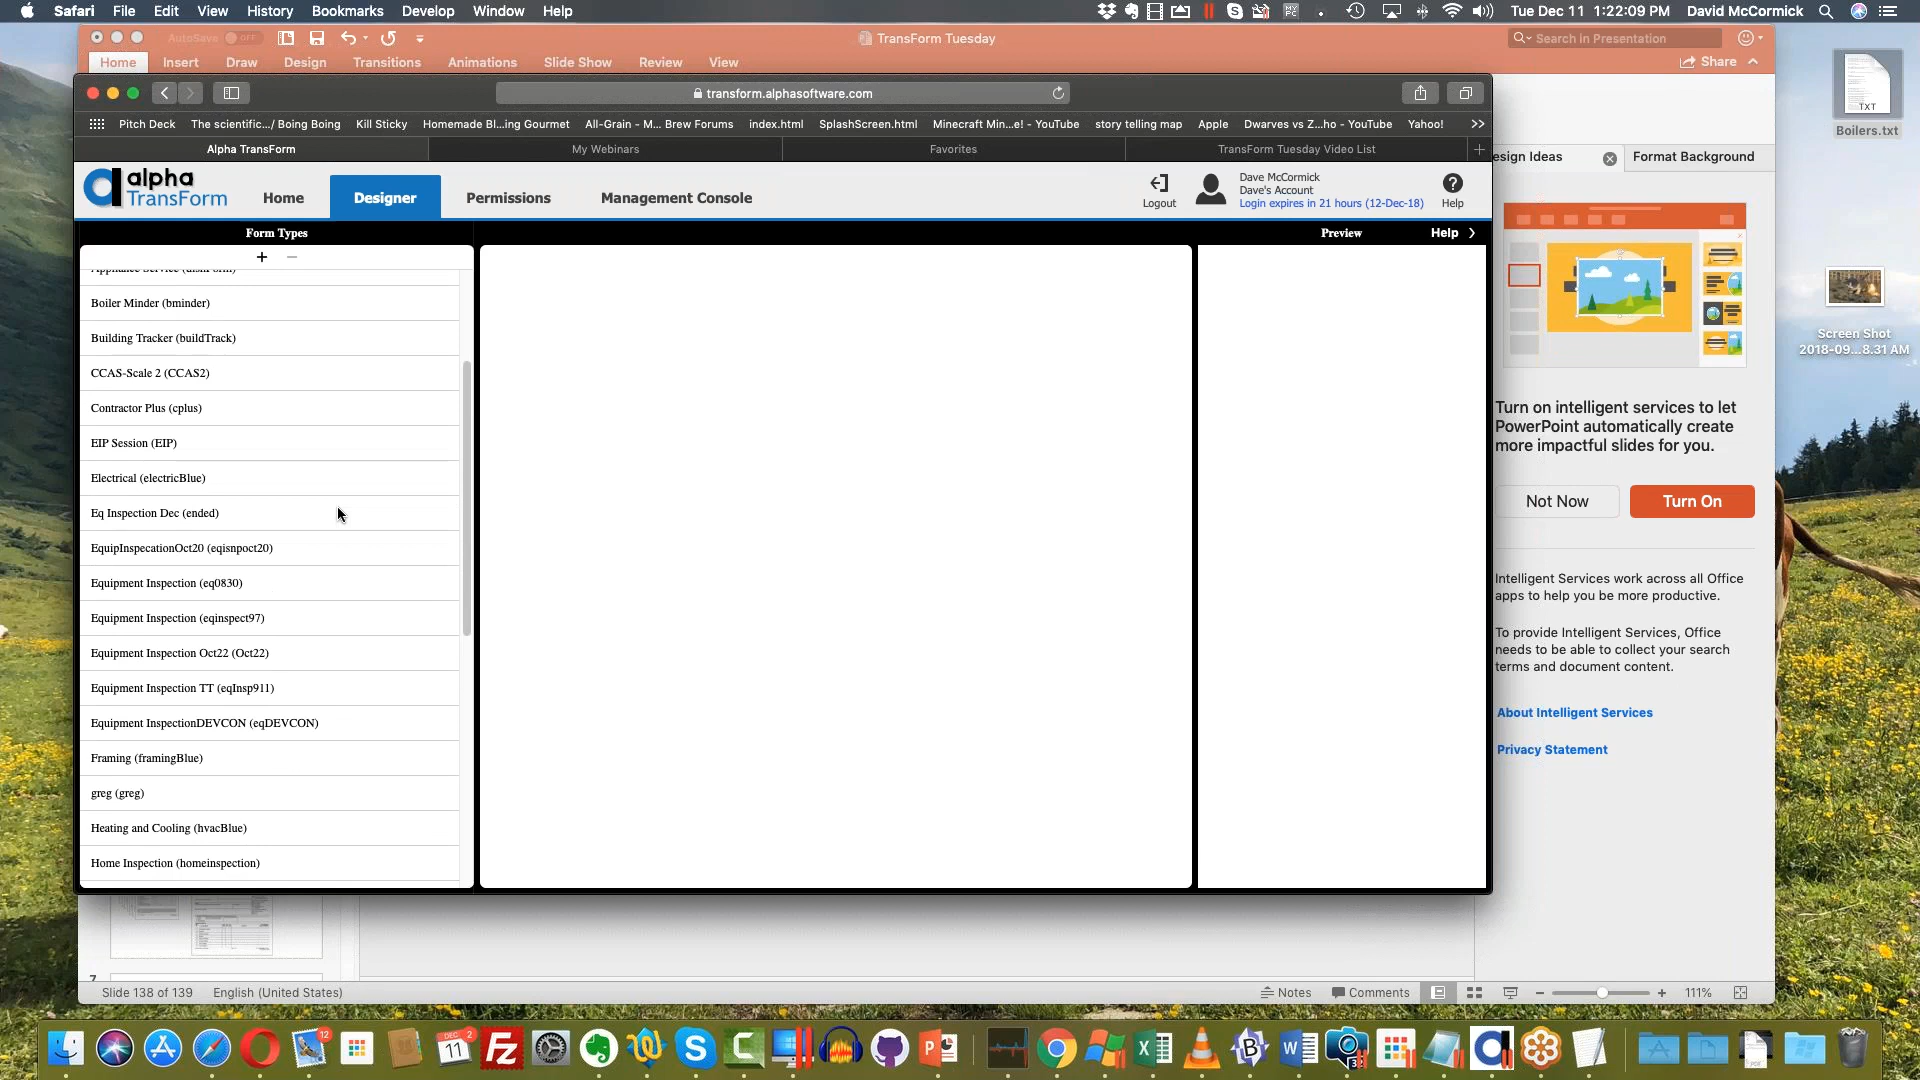 Safari File Edit View History Bookmarks Develop Window Help
Tue Dec 11 1:22:09 PM David McCormick
AutoSave OFF
TransForm Tuesday
Search in Presentation
Home Insert Draw Design Transitions Animations Slide Show Review View
Share
transform.alphasoftware.com
Pitch Deck The scientific.../ Boing Boing Kill Sticky Homemade Bl...ing Gourmet All-Grain - M... Brew Forums index.html SplashScreen.html Minecraft Min...e! - YouTube story telling map Apple Dwarves vs Z...ho - YouTube Yahoo!
Alpha TransForm My Webinars Favorites TransForm Tuesday Video List
alpha
TransForm
Home Designer Permissions Management Console
Logout
Dave McCormick
Dave's Account
Login expires in 21 hours (12-Dec-18)
Help
Form Types
Preview
Help
+ −
Boiler Minder (bminder)
Building Tracker (buildTrack)
CCAS-Scale 2 (CCAS2)
Contractor Plus (cplus)
EIP Session (EIP)
Electrical (electricBlue)
Eq Inspection Dec (ended)
EquipInspecationOct20 (eqisnpoct20)
Equipment Inspection (eq0830)
Equipment Inspection (eqinspect97)
Equipment Inspection Oct22 (Oct22)
Equipment Inspection TT (eqInsp911)
Equipment InspectionDEVCON (eqDEVCON)
Framing (framingBlue)
greg (greg)
Heating and Cooling (hvacBlue)
Home Inspection (homeinspection)
esign Ideas
Format Background
Turn on intelligent services to let
PowerPoint automatically create
more impactful slides for you.
Not Now
Turn On
Intelligent Services work across all Office
apps to help you be more productive.
To provide Intelligent Services, Office
needs to be able to collect your search
terms and document content.
About Intelligent Services
Privacy Statement
TXT
Boilers.txt
Screen Shot
2018-09...8.31 AM
7
Slide 138 of 139 English (United States)
Notes Comments 111%
12
DEC 2
11